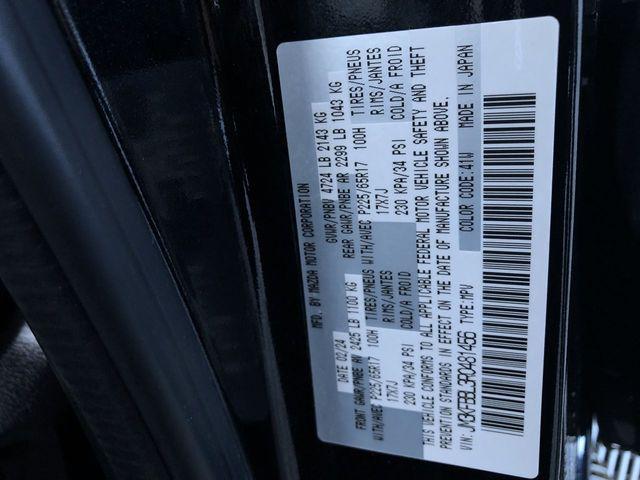 MFD. BY MAZDA MOTOR CORPORATION
DATE 02/24 GVWR/PNBV 4724 LB 2143 KG
FRONT GAWR/PNBE AV 2425 LB 1100 KG REAR GAWR/PNBE AR 2299 LB 1043 KG
WITH/AVEC P225/65R17 100H TIRES/PNEUS WITH/AVEC P225/65R17 100H TIRES/PNEUS
17X7J RIMS/JANTES 17X7J RIMS/JANTES
230 KPA/34 PSI COLD/A FROID 230 KPA/34 PSI COLD/A FROID
THIS VEHICLE CONFORMS TO ALL APPLICABLE FEDERAL MOTOR VEHICLE SAFETY AND THEFT
PREVENTION STANDARDS IN EFFECT ON THE DATE OF MANUFACTURE SHOWN ABOVE.
TYPE:MPV COLOR CODE:41W MADE IN JAPAN